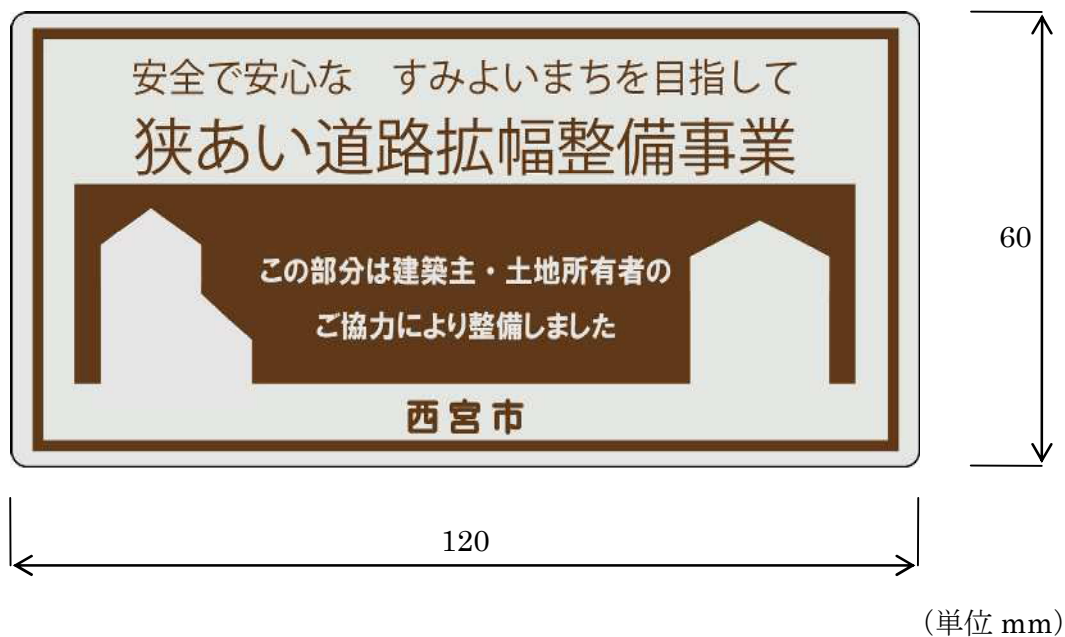 安全で安心な　すみよいまちを目指して
狭あい道路拡幅整備事業
この部分は建築主・土地所有者の
ご協力により整備しました
西宮市
60
120
（単位 mm）